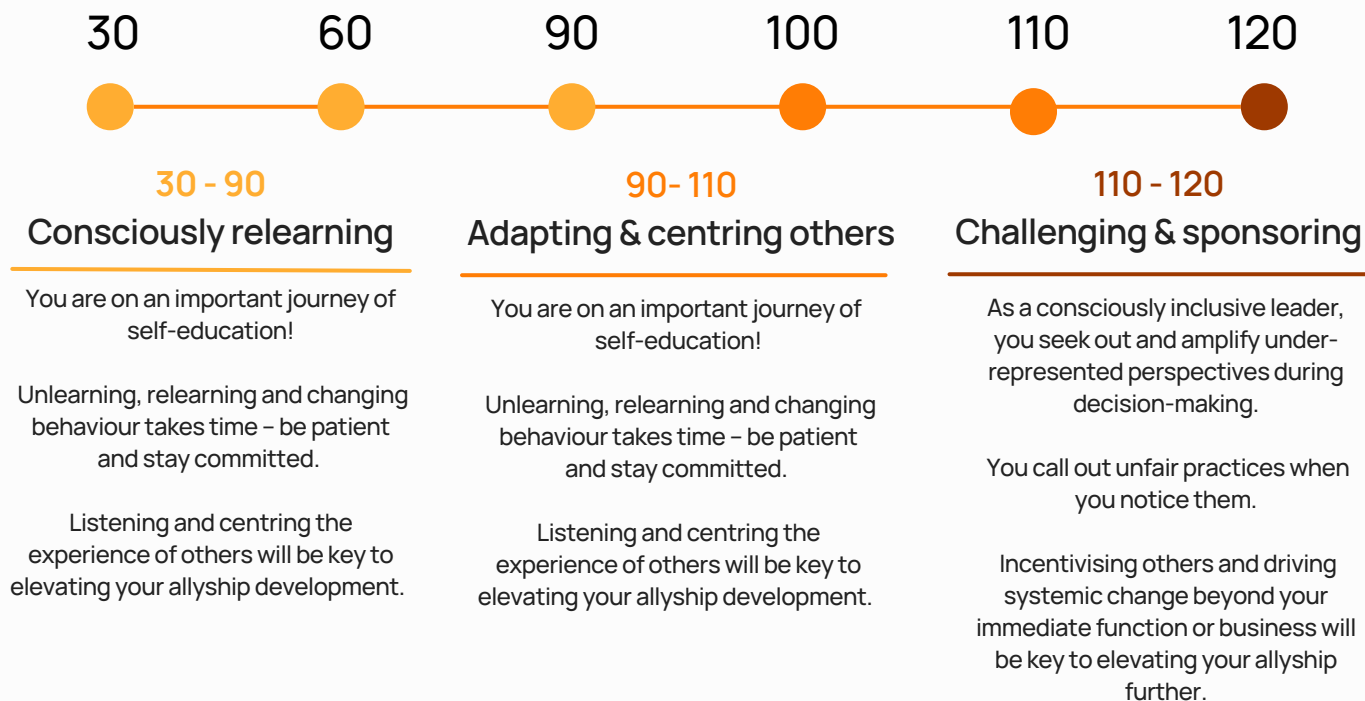 30
60
90
100
110
120
30 - 90
Consciously relearning
You are on an important journey of
self-education!
Unlearning, relearning and changing
behaviour takes time – be patient
and stay committed.
Listening and centring the
experience of others will be key to
elevating your allyship development.
90- 110
Adapting & centring others
You are on an important journey of
self-education!
Unlearning, relearning and changing
behaviour takes time – be patient
and stay committed.
Listening and centring the
experience of others will be key to
elevating your allyship development.
110 - 120
Challenging & sponsoring
As a consciously inclusive leader,
you seek out and amplify under-
represented perspectives during
decision-making.
You call out unfair practices when
you notice them.
Incentivising others and driving
systemic change beyond your
immediate function or business will
be key to elevating your allyship
further.